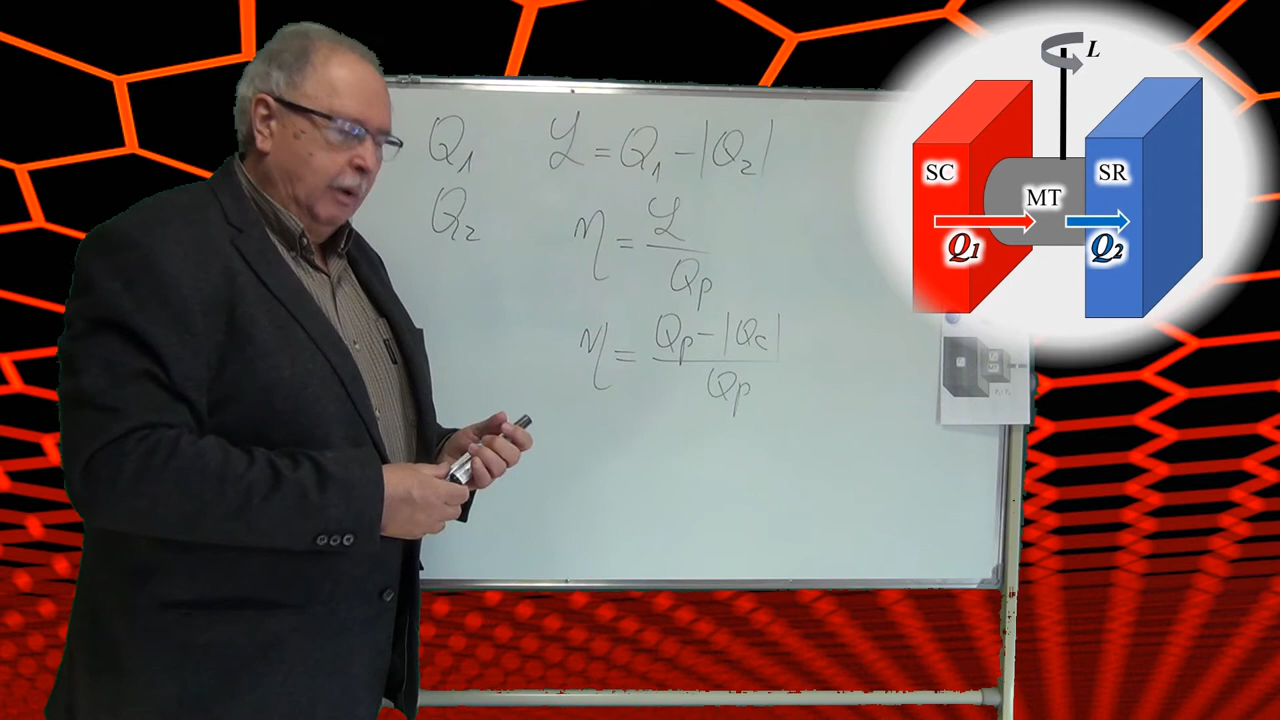 Q₁
Q₂
L = Q₁ − |Q₂|
η = L / Qp
η = (Qp − |Qc|) / Qp
L
SC
MT
SR
Q1
Q2